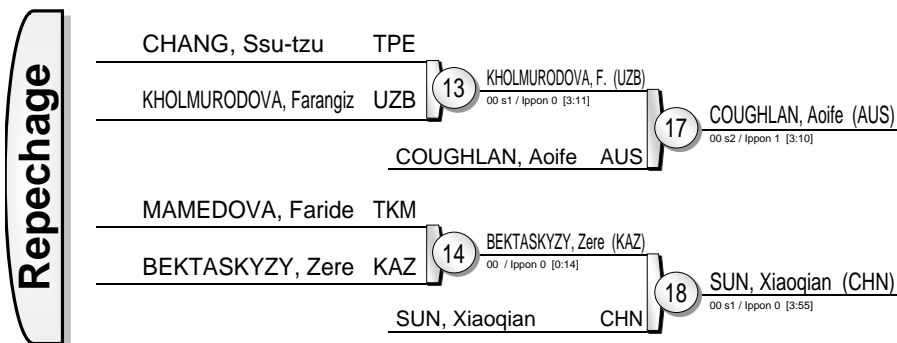 Repechage
CHANG, Ssu-tzu TPE
KHOLMURODOVA, Farangiz UZB
13
KHOLMURODOVA, F. (UZB)
00 s1 / Ippon 0 [3:11]
COUGHLAN, Aoife AUS
17
COUGHLAN, Aoife (AUS)
00 s2 / Ippon 1 [3:10]
MAMEDOVA, Faride TKM
BEKTASKYZY, Zere KAZ
14
BEKTASKYZY, Zere (KAZ)
00 / Ippon 0 [0:14]
SUN, Xiaoqian CHN
18
SUN, Xiaoqian (CHN)
00 s1 / Ippon 0 [3:55]